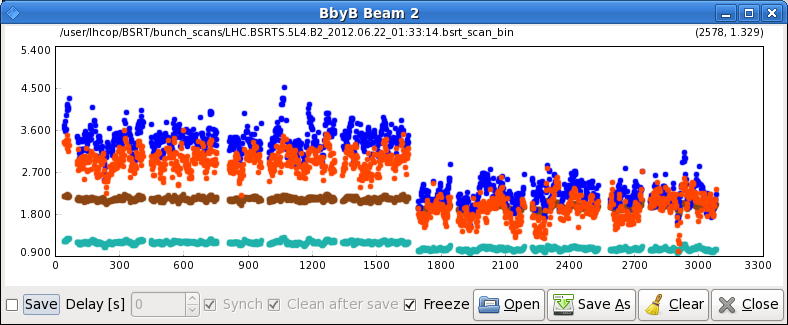 BbyB Beam 2
/user/lhcop/BSRT/bunch_scans/LHC.BSRTS.5L4.B2_2012.06.22_01:33:14.bsrt_scan_bin (2578, 1.329)
5.400
4.500
3.600
2.700
1.800
0.900
0 300 600 900 1200 1500 1800 2100 2400 2700 3000 3300
Save Delay [s] 0 Synch Clean after save Freeze Open Save As Clear Close